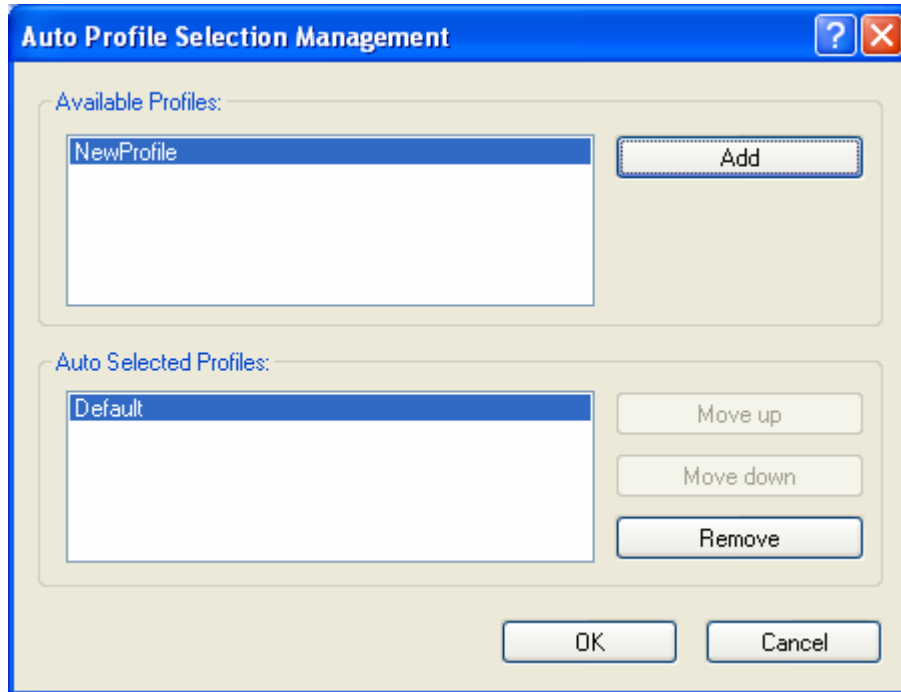 Auto Profile Selection Management
Available Profiles:
NewProfile
Add
Auto Selected Profiles:
Default
Move up
Move down
Remove
OK
Cancel